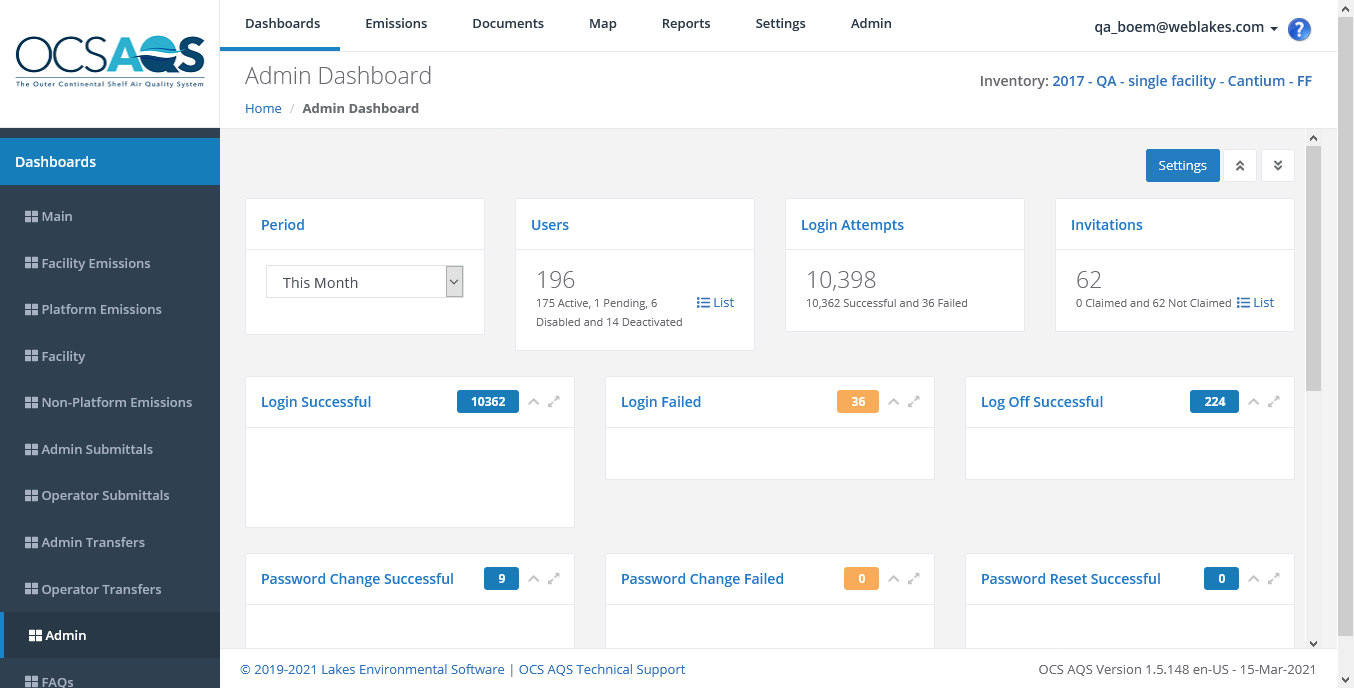 OCSAQS
The Outer Continental Shelf Air Quality System
Dashboards
Emissions
Documents
Map
Reports
Settings
Admin
qa_boem@weblakes.com
?
Admin Dashboard
Home / Admin Dashboard
Inventory: 2017 - QA - single facility - Cantium - FF
Dashboards
Main
Facility Emissions
Platform Emissions
Facility
Non-Platform Emissions
Admin Submittals
Operator Submittals
Admin Transfers
Operator Transfers
Admin
FAQs
Settings
Period
This Month
Users
196
175 Active, 1 Pending, 6
Disabled and 14 Deactivated
List
Login Attempts
10,398
10,362 Successful and 36 Failed
Invitations
62
0 Claimed and 62 Not Claimed
List
Login Successful
10362
Login Failed
36
Log Off Successful
224
Password Change Successful
9
Password Change Failed
0
Password Reset Successful
0
© 2019-2021 Lakes Environmental Software | OCS AQS Technical Support
OCS AQS Version 1.5.148 en-US - 15-Mar-2021